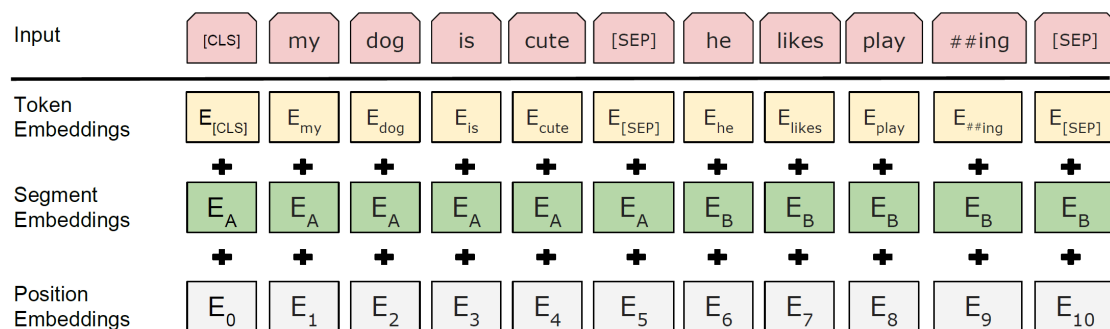 Input [CLS] my dog is cute [SEP] he likes play ##ing [SEP]
Token Embeddings E[CLS] Emy Edog Eis Ecute E[SEP] Ehe Elikes Eplay E##ing E[SEP]
+ + + + + + + + + + +
Segment Embeddings EA EA EA EA EA EA EB EB EB EB EB
+ + + + + + + + + + +
Position Embeddings E0 E1 E2 E3 E4 E5 E6 E7 E8 E9 E10